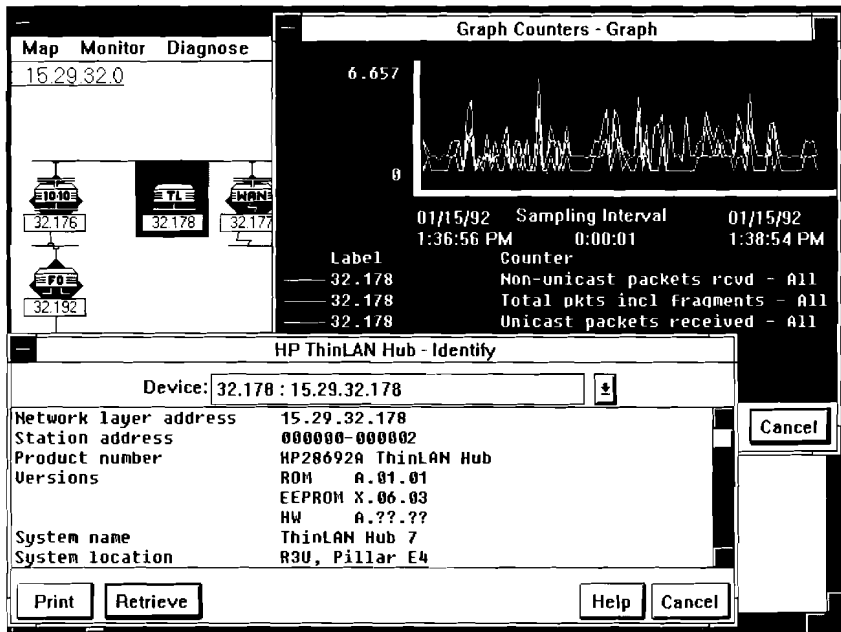 Map Monitor Diagnose
15.29.32.0
10·10
32.176
TL
32.178
WAN
32.177
FO
32.192
Graph Counters - Graph
6.657
0
01/15/92 Sampling Interval 01/15/92
1:36:56 PM 0:00:01 1:38:54 PM
Label Counter
32.178 Non-unicast packets rcvd - All
32.178 Total pkts incl fragments - All
32.178 Unicast packets received - All
Cancel
HP ThinLAN Hub - Identify
Device: 32.178 : 15.29.32.178
Network layer address 15.29.32.178
Station address 000000-000002
Product number HP28692A ThinLAN Hub
Versions ROM A.01.01
EEPROM X.06.03
HW A.??.??
System name ThinLAN Hub 7
System location R3U, Pillar E4
Print Retrieve Help Cancel